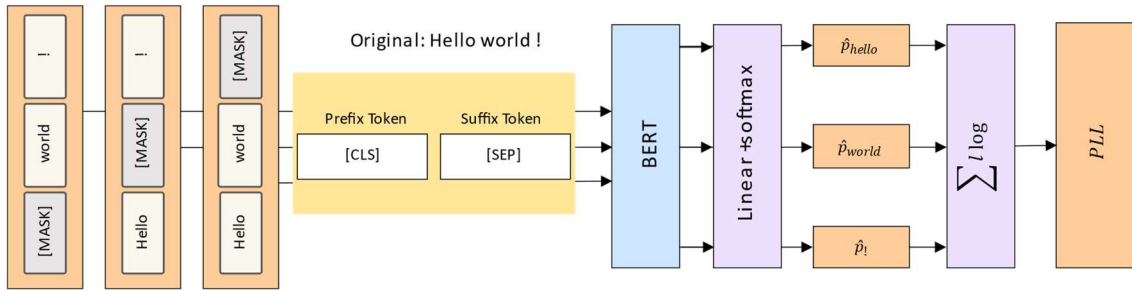 !
world
[MASK]
!
[MASK]
Hello
[MASK]
world
Hello
Original: Hello world !
Prefix Token
Suffix Token
[CLS]
[SEP]
BERT
Linear +softmax
p̂hello
p̂world
p̂!
∑ l log
PLL